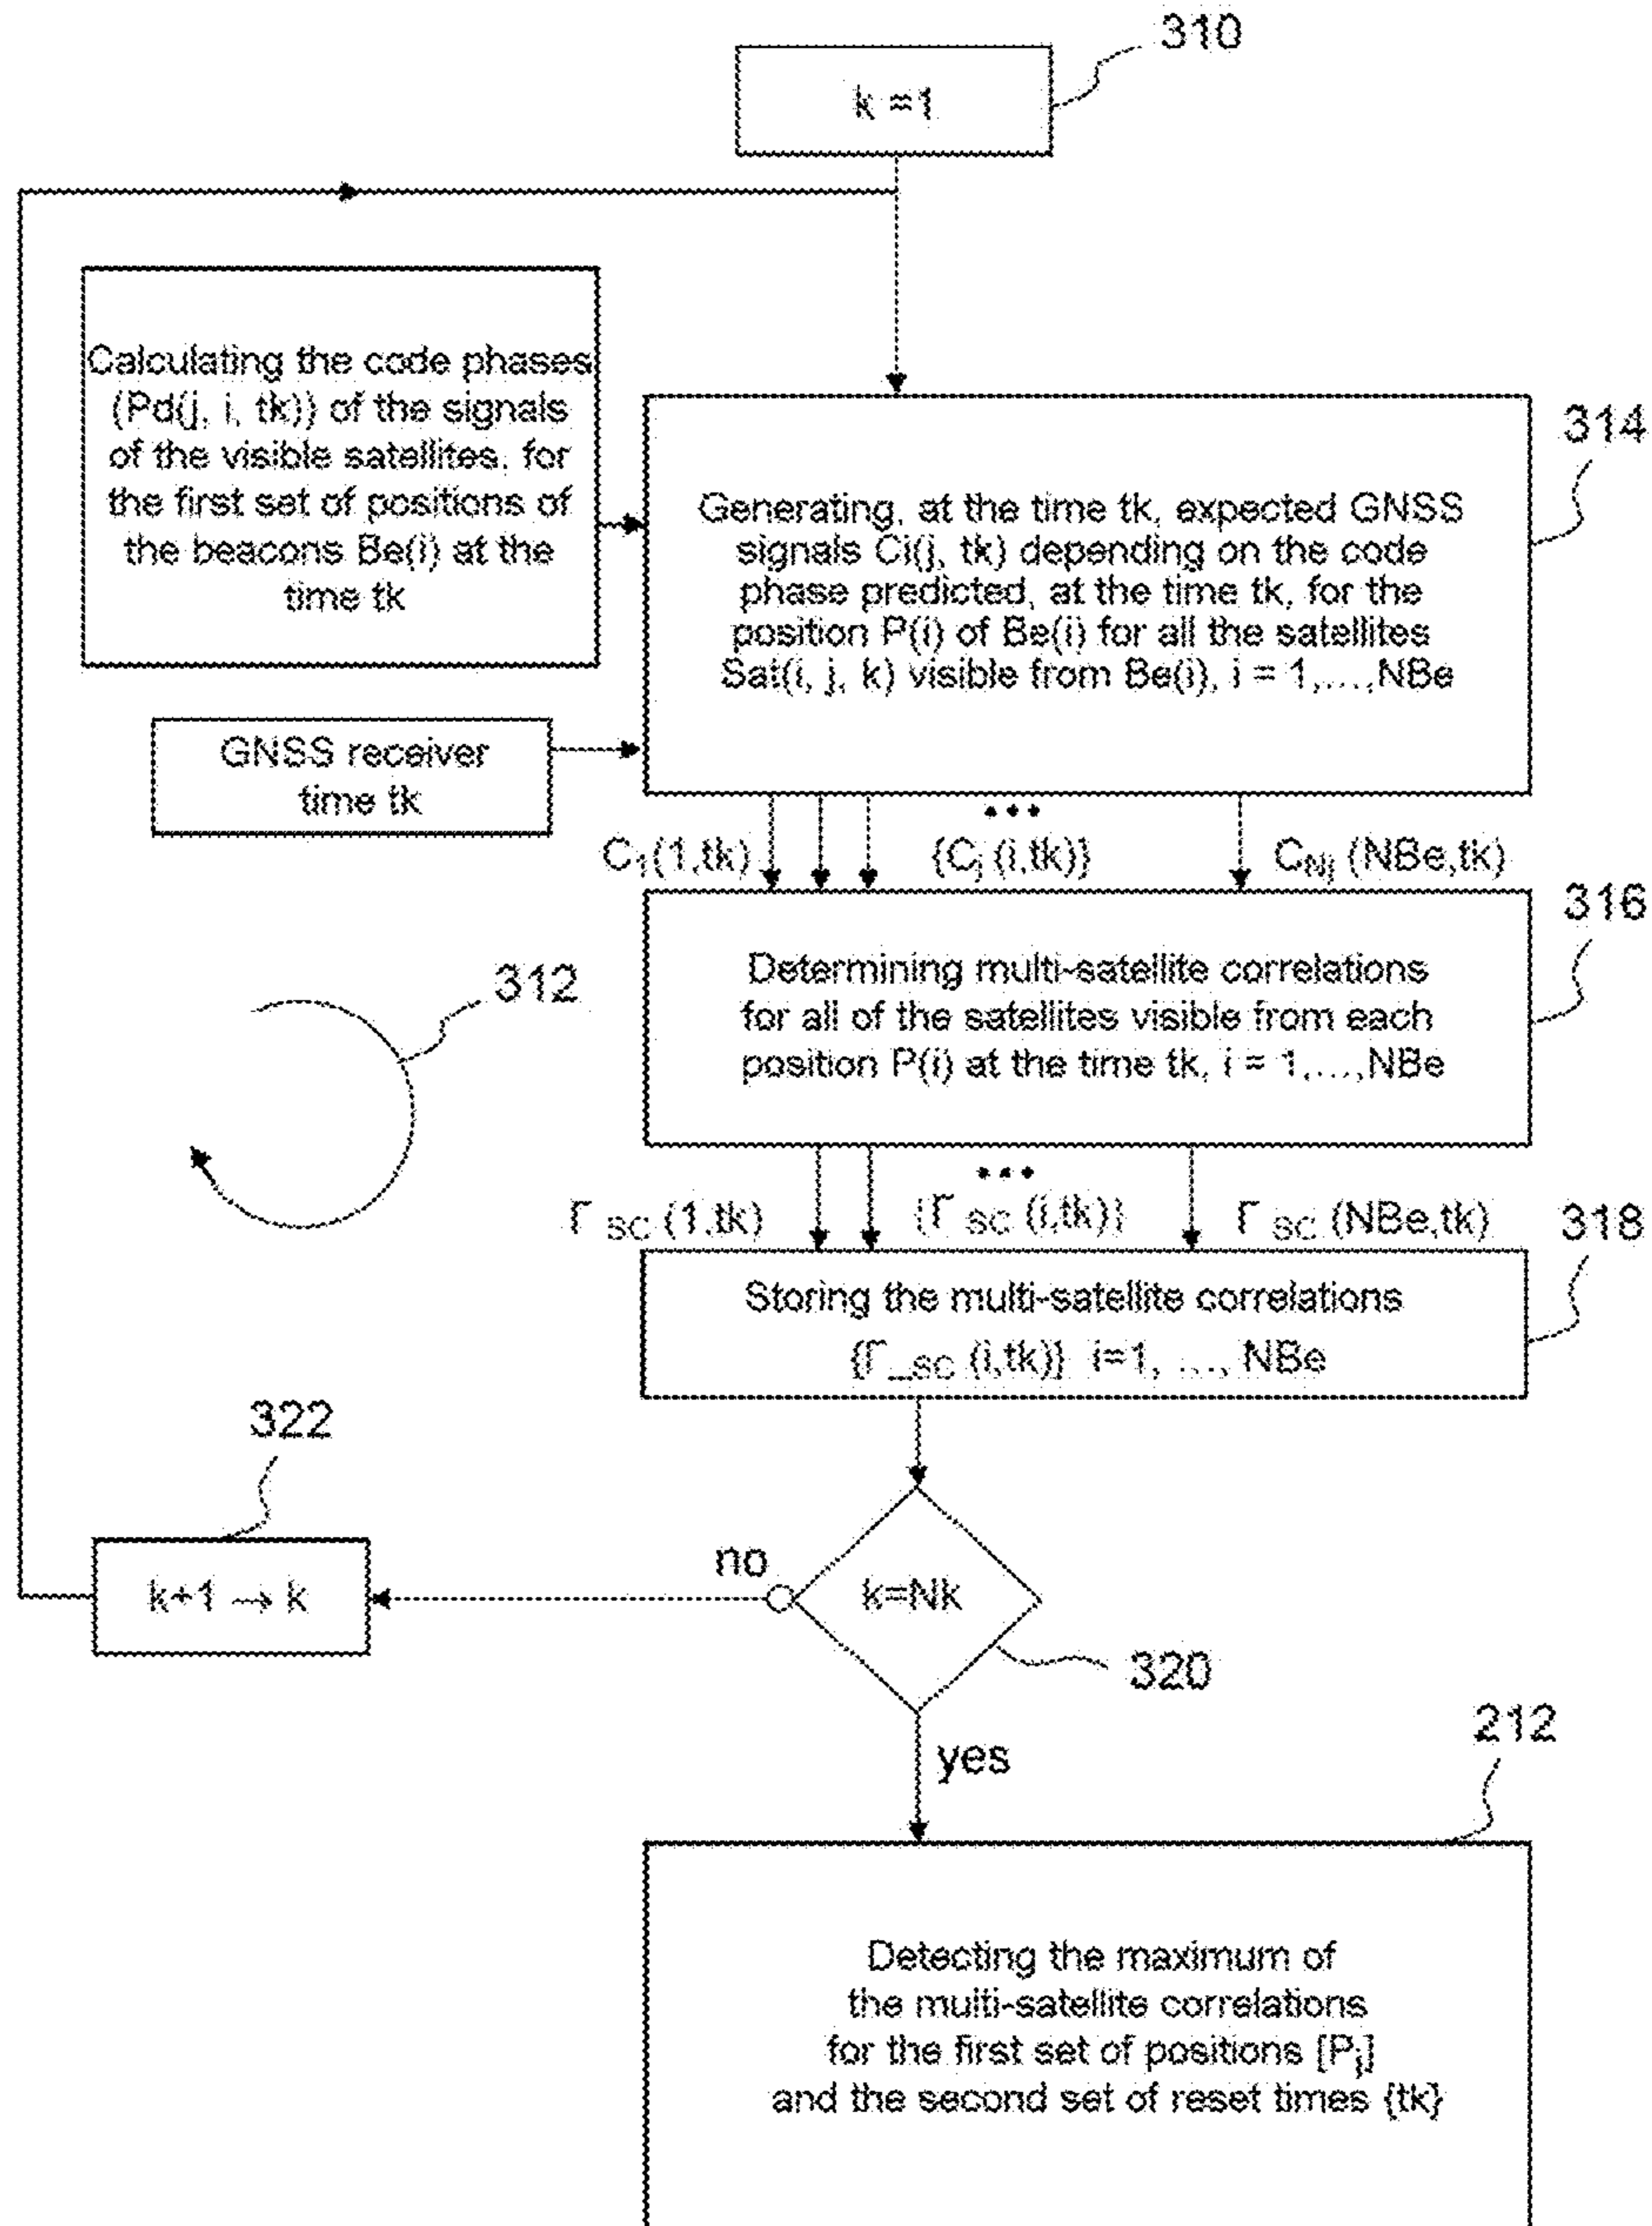 310
k =1
Calculating the code phases
(Pd(j, i, tk)) of the signals
of the visible satellites, for
the first set of positions of
the beacons Be(i) at the
time tk
314
Generating, at the time tk, expected GNSS
signals Ci(j, tk) depending on the code
phase predicted, at the time tk, for the
position P(i) of Be(i) for all the satellites
Sat(i, j, k) visible from Be(i), i = 1,...,NBe
GNSS receiver
time tk
...
C₁(1,tk) {Cⱼ (i,tk)} C_Nj (NBe,tk)
316
Determining multi-satellite correlations
for all of the satellites visible from each
position P(i) at the time tk, i = 1,...,NBe
312
...
Γ SC (1,tk) {Γ SC (i,tk)} Γ SC (NBe,tk)
318
Storing the multi-satellite correlations
{Γ_SC (i,tk)} i=1, ..., NBe
322
no
k+1 → k
k=Nk
320
yes
212
Detecting the maximum of
the multi-satellite correlations
for the first set of positions [Pⱼ]
and the second set of reset times {tk}